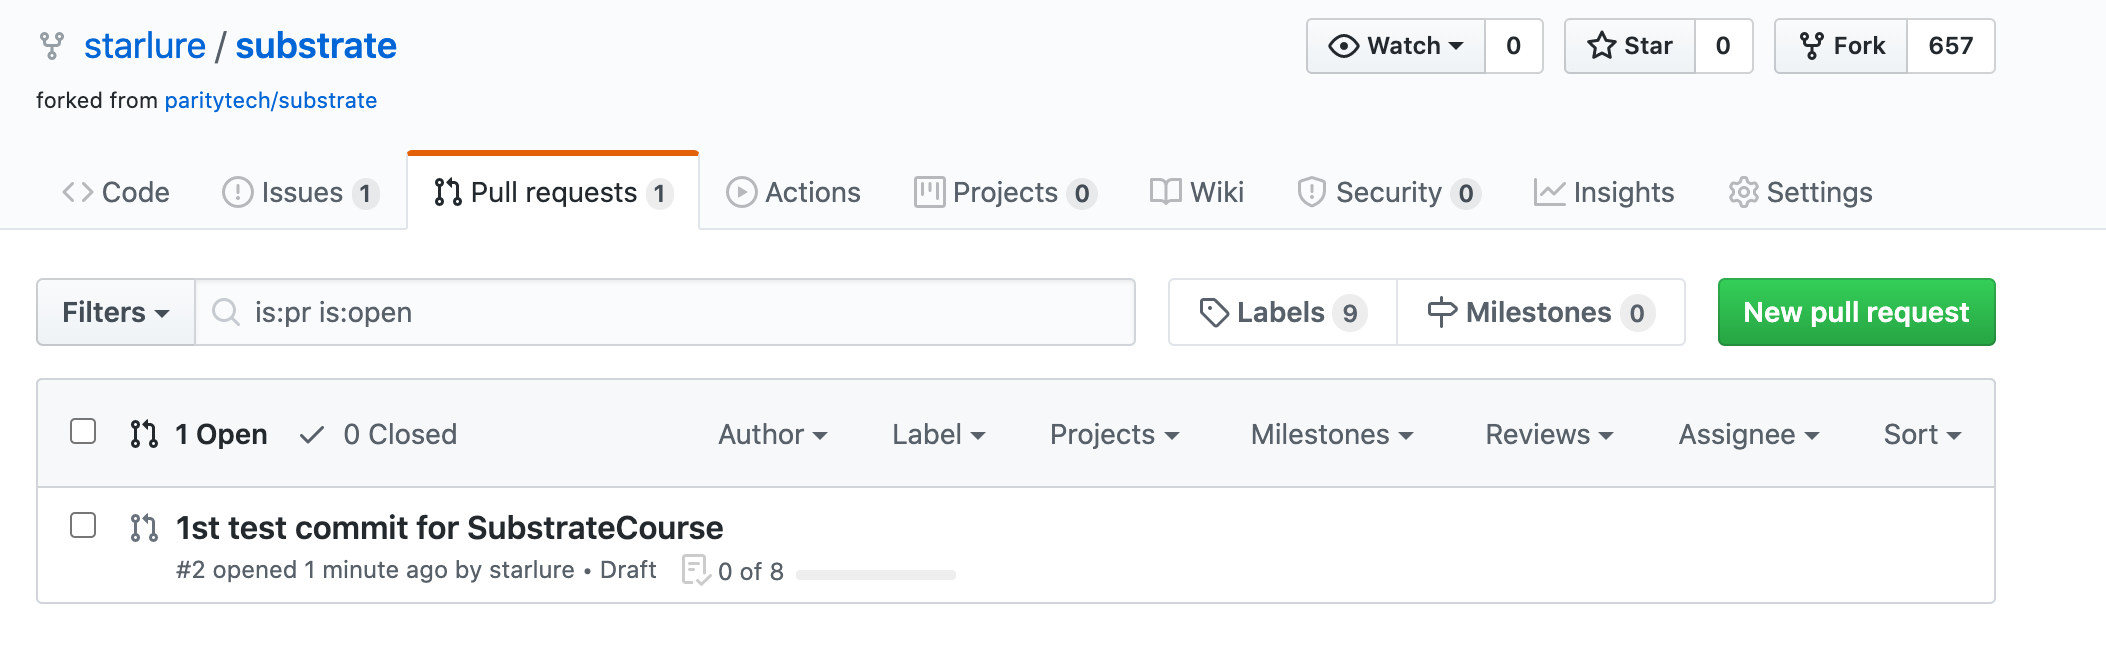 starlure / substrate
Watch 0 Star 0 Fork 657
forked from paritytech/substrate
Code Issues 1 Pull requests 1 Actions Projects 0 Wiki Security 0 Insights Settings
Filters is:pr is:open Labels 9 Milestones 0 New pull request
1 Open 0 Closed Author Label Projects Milestones Reviews Assignee Sort
1st test commit for SubstrateCourse
#2 opened 1 minute ago by starlure • Draft 0 of 8